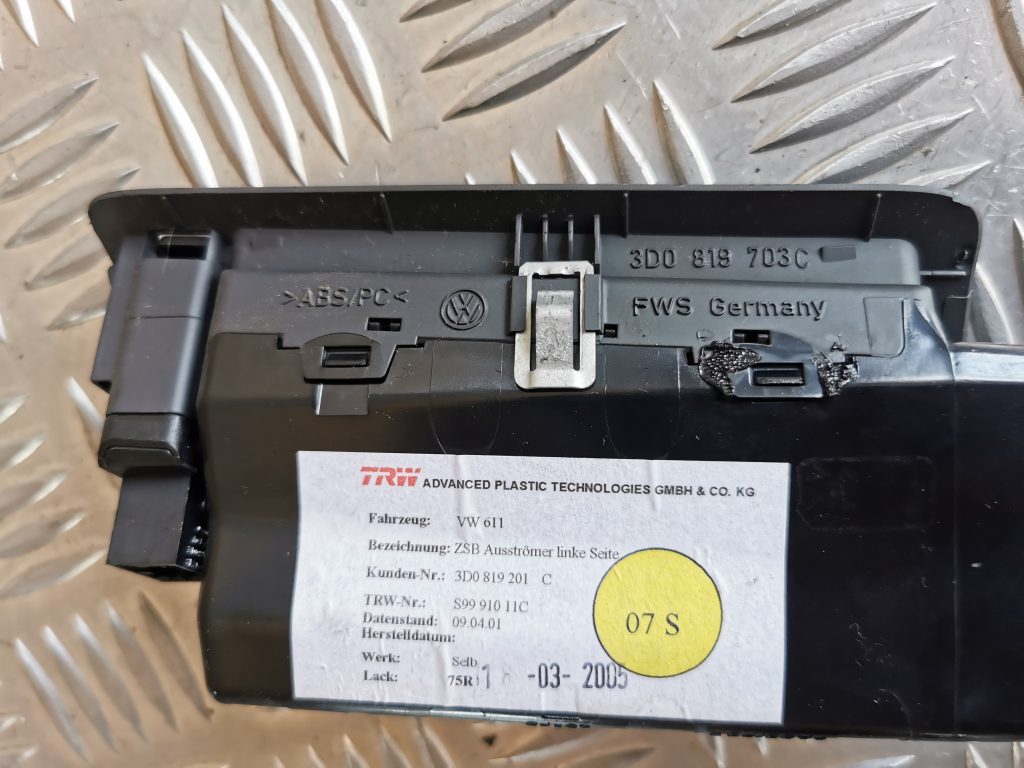 3D0 819 703C
>ABS/PC<
FWS Germany
TRW ADVANCED PLASTIC TECHNOLOGIES GMBH & CO. KG
Fahrzeug: VW 611
Bezeichnung: ZSB Ausströmer linke Seite
Kunden-Nr.: 3D0 819 201 C
TRW-Nr.: S99 910 11C
Datenstand: 09.04.01
Herstelldatum:
07 S
Werk: Selb
Lack: 75R
-03- 2005